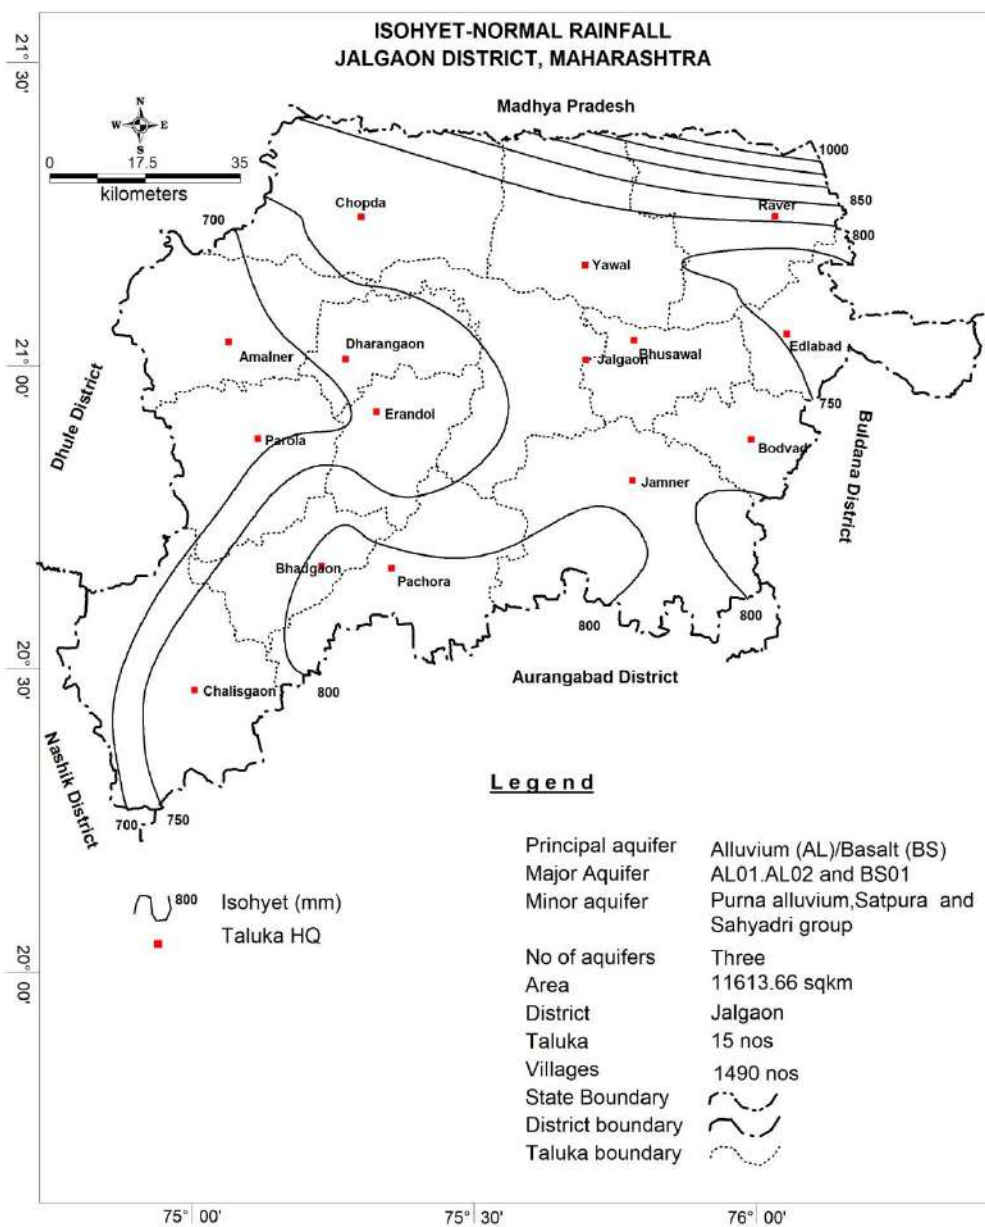 ISOHYET-NORMAL RAINFALL
JALGAON DISTRICT, MAHARASHTRA
21° 30'
Madhya Pradesh
N
W E
S
0 17.5 35
kilometers
1000
850
800
Chopda
Raver
700
Yawal
Dharangaon
Amalner
Bhusawal
Jalgaon
Edlabad
21° 00'
750
Dhule District
Erandol
Parola
Bodvad
Buldana District
Jamner
Bhadgaon
Pachora
800
800
20° 30'
Aurangabad District
Chalisgaon
800
Nashik District
700
750
Legend
Principal aquifer Alluvium (AL)/Basalt (BS)
Major Aquifer AL01.AL02 and BS01
Minor aquifer Purna alluvium,Satpura and
Sahyadri group
No of aquifers Three
Area 11613.66 sqkm
District Jalgaon
Taluka 15 nos
Villages 1490 nos
State Boundary
District boundary
Taluka boundary
800 Isohyet (mm)
Taluka HQ
20° 00'
75° 00' 75° 30' 76° 00'